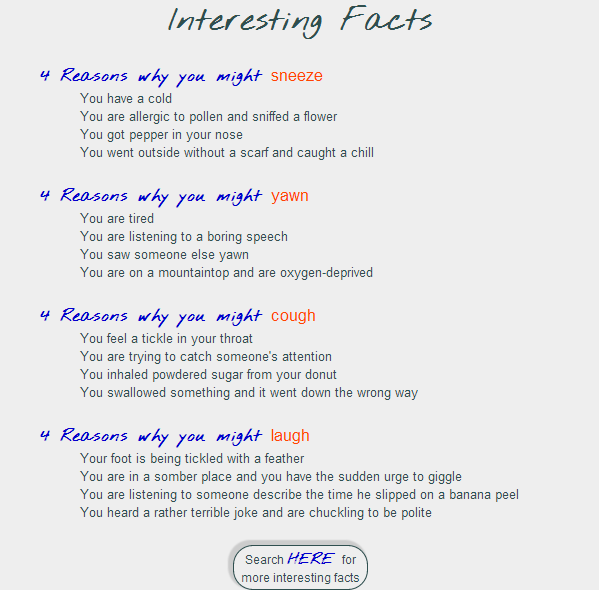 Interesting Facts
4 Reasons why you might sneeze
You have a cold
You are allergic to pollen and sniffed a flower
You got pepper in your nose
You went outside without a scarf and caught a chill
4 Reasons why you might yawn
You are tired
You are listening to a boring speech
You saw someone else yawn
You are on a mountaintop and are oxygen-deprived
4 Reasons why you might cough
You feel a tickle in your throat
You are trying to catch someone's attention
You inhaled powdered sugar from your donut
You swallowed something and it went down the wrong way
4 Reasons why you might laugh
Your foot is being tickled with a feather
You are in a somber place and you have the sudden urge to giggle
You are listening to someone describe the time he slipped on a banana peel
You heard a rather terrible joke and are chuckling to be polite
Search HERE for
more interesting facts